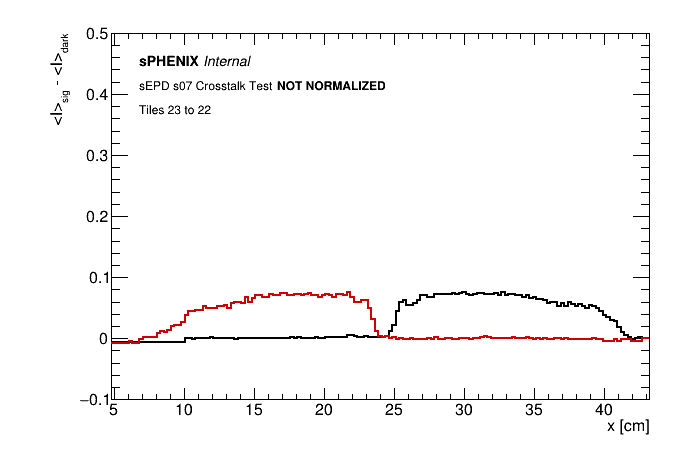 0.5
sPHENIX Internal
<I>sig - <I>dark
sEPD s07 Crosstalk Test NOT NORMALIZED
0.4
Tiles 23 to 22
0.3
0.2
0.1
0
−0.1
5 10 15 20 25 30 35 40
x [cm]